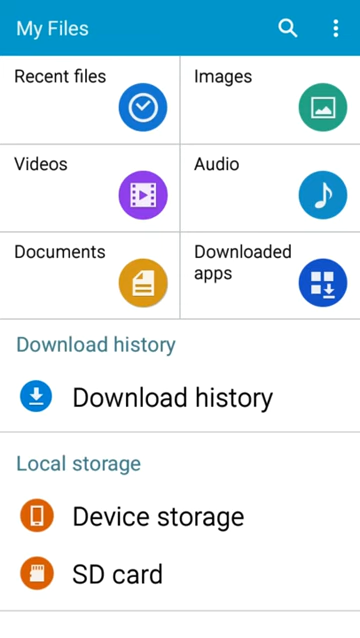 My Files
Recent files
Images
Videos
Audio
Documents
Downloaded
apps
Download history
Download history
Local storage
Device storage
SD card